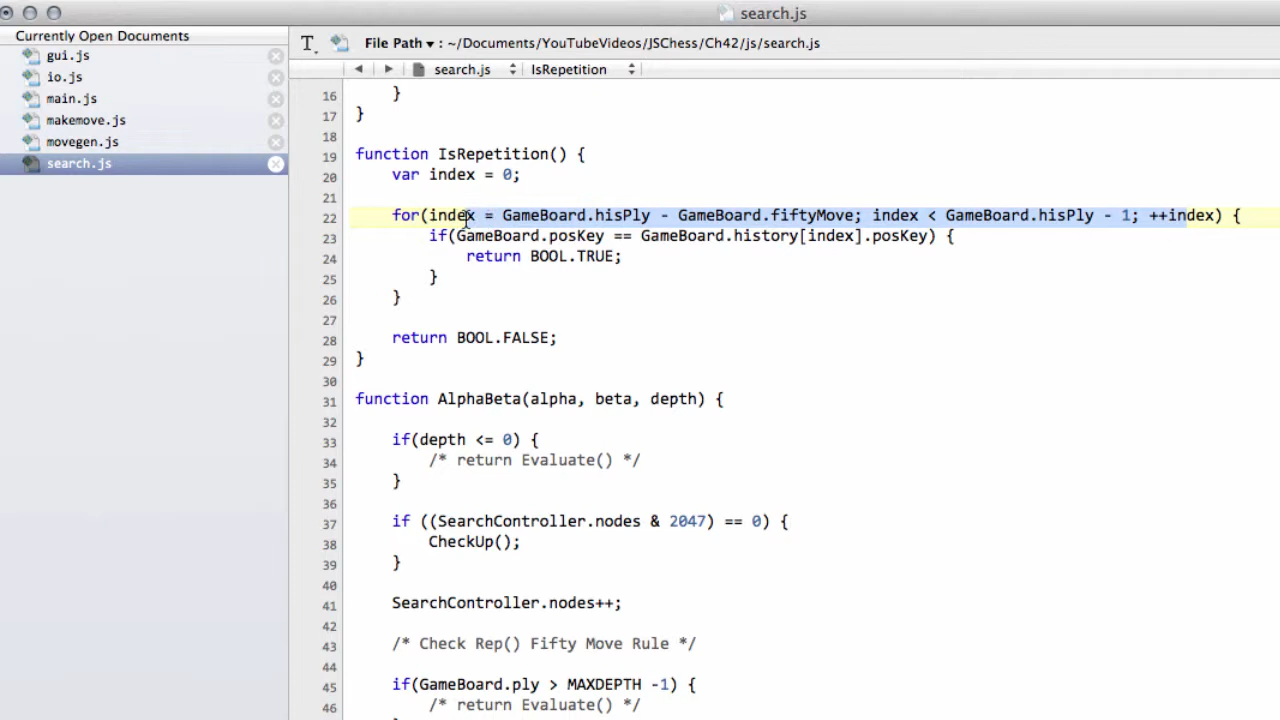 search.js
Currently Open Documents
gui.js
io.js
main.js
makemove.js
movegen.js
search.js
T. File Path ▾ : ~/Documents/YouTubeVideos/JSChess/Ch42/js/search.js
search.js IsRepetition
16 }
17 }
18
19 function IsRepetition() {
20 var index = 0;
21
22 for(index = GameBoard.hisPly - GameBoard.fiftyMove; index < GameBoard.hisPly - 1; ++index) {
23 if(GameBoard.posKey == GameBoard.history[index].posKey) {
24 return BOOL.TRUE;
25 }
26 }
27
28 return BOOL.FALSE;
29 }
30
31 function AlphaBeta(alpha, beta, depth) {
32
33 if(depth <= 0) {
34 /* return Evaluate() */
35 }
36
37 if ((SearchController.nodes & 2047) == 0) {
38 CheckUp();
39 }
40
41 SearchController.nodes++;
42
43 /* Check Rep() Fifty Move Rule */
44
45 if(GameBoard.ply > MAXDEPTH -1) {
46 /* return Evaluate() */